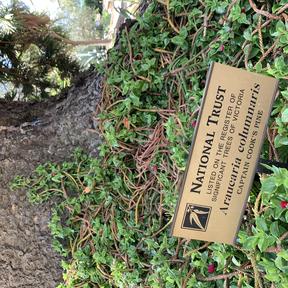 NATIONAL TRUST
LISTED ON THE REGISTER OF
SIGNIFICANT TREES OF VICTORIA
Araucaria columnaris
CAPTAIN COOK'S PINE